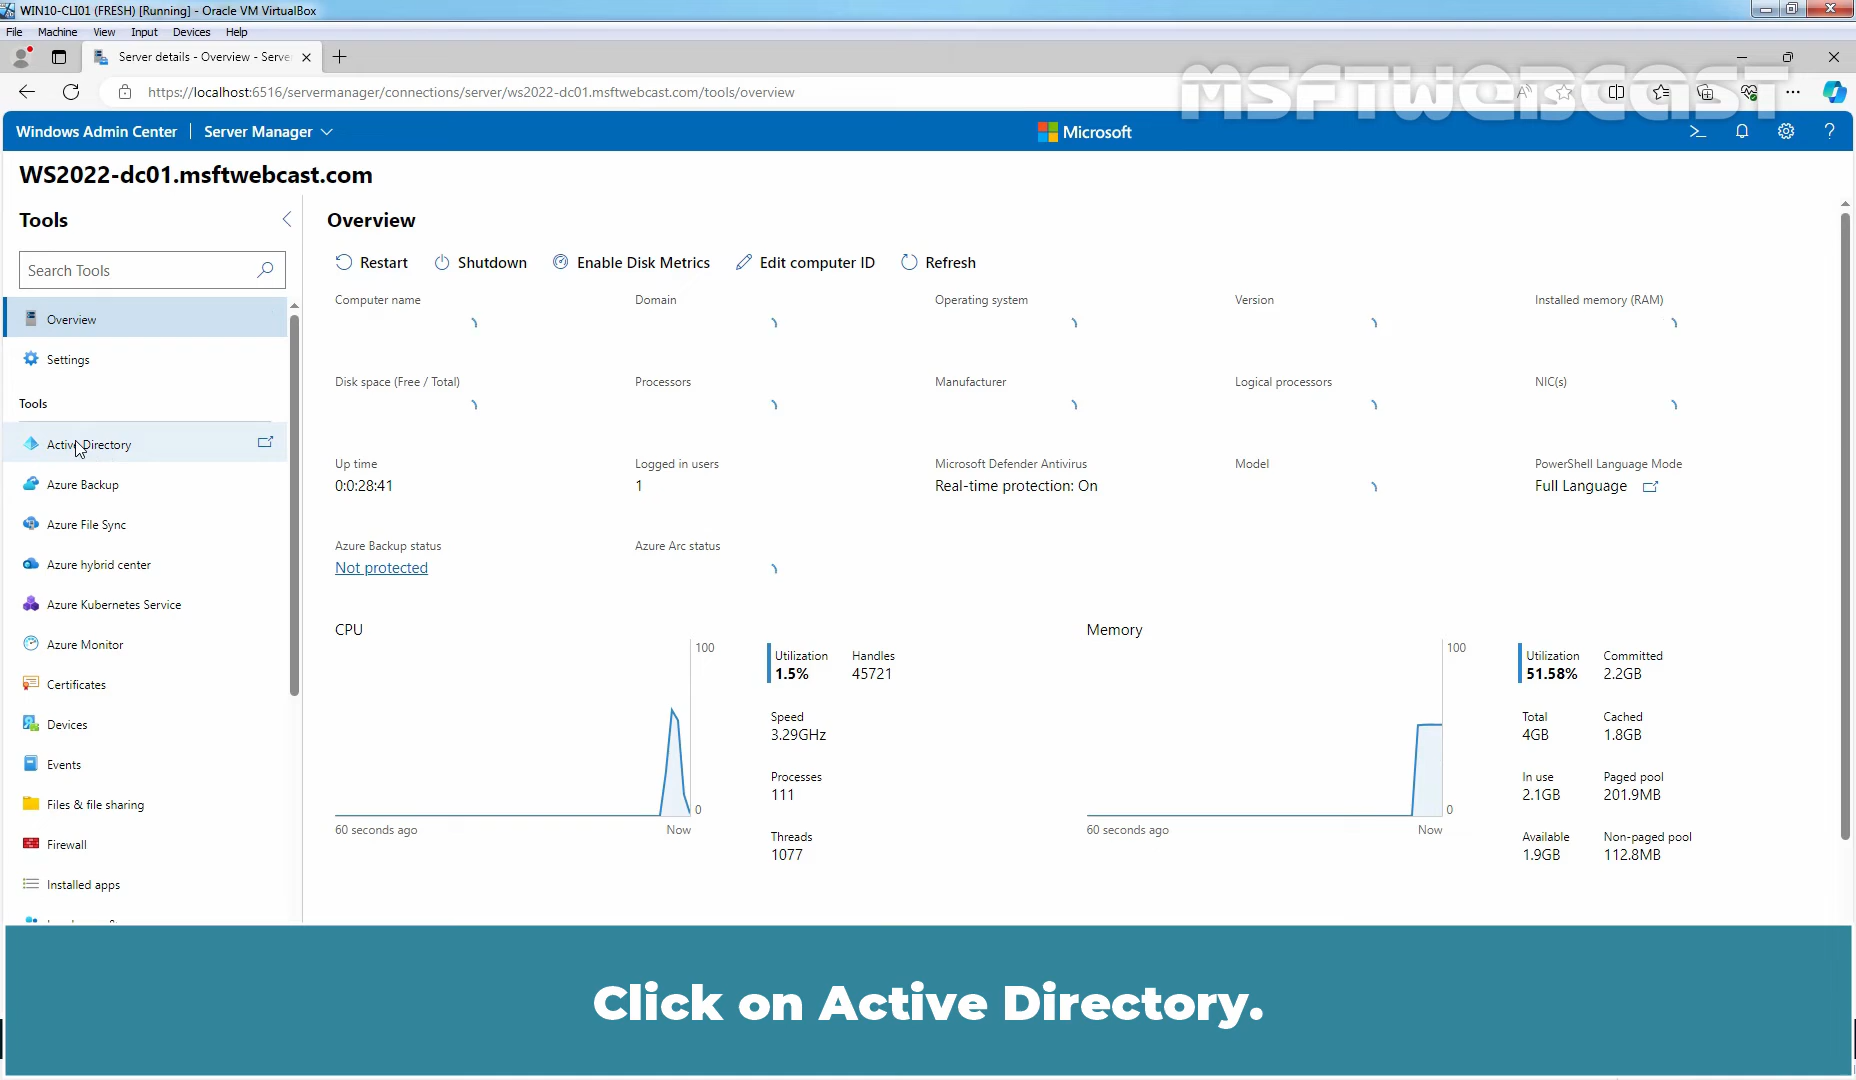 WIN10-CLI01 (FRESH) [Running] - Oracle VM VirtualBox
File Machine View Input Devices Help
Server details - Overview - Server
https://localhost:6516/servermanager/connections/server/ws2022-dc01.msftwebcast.com/tools/overview
MSFTWEBCAST
Windows Admin Center | Server Manager
Microsoft
WS2022-dc01.msftwebcast.com
Tools
Search Tools
Overview
Settings
Tools
Active Directory
Azure Backup
Azure File Sync
Azure hybrid center
Azure Kubernetes Service
Azure Monitor
Certificates
Devices
Events
Files & file sharing
Firewall
Installed apps
Overview
Restart Shutdown Enable Disk Metrics Edit computer ID Refresh
Computer name Domain Operating system Version Installed memory (RAM)
Disk space (Free / Total) Processors Manufacturer Logical processors NIC(s)
Up time Logged in users Microsoft Defender Antivirus Model PowerShell Language Mode
0:0:28:41 1 Real-time protection: On Full Language
Azure Backup status Azure Arc status
Not protected
CPU
100
0
60 seconds ago Now
Utilization Handles
1.5% 45721
Speed
3.29GHz
Processes
111
Threads
1077
Memory
100
0
60 seconds ago Now
Utilization Committed
51.58% 2.2GB
Total Cached
4GB 1.8GB
In use Paged pool
2.1GB 201.9MB
Available Non-paged pool
1.9GB 112.8MB
Click on Active Directory.